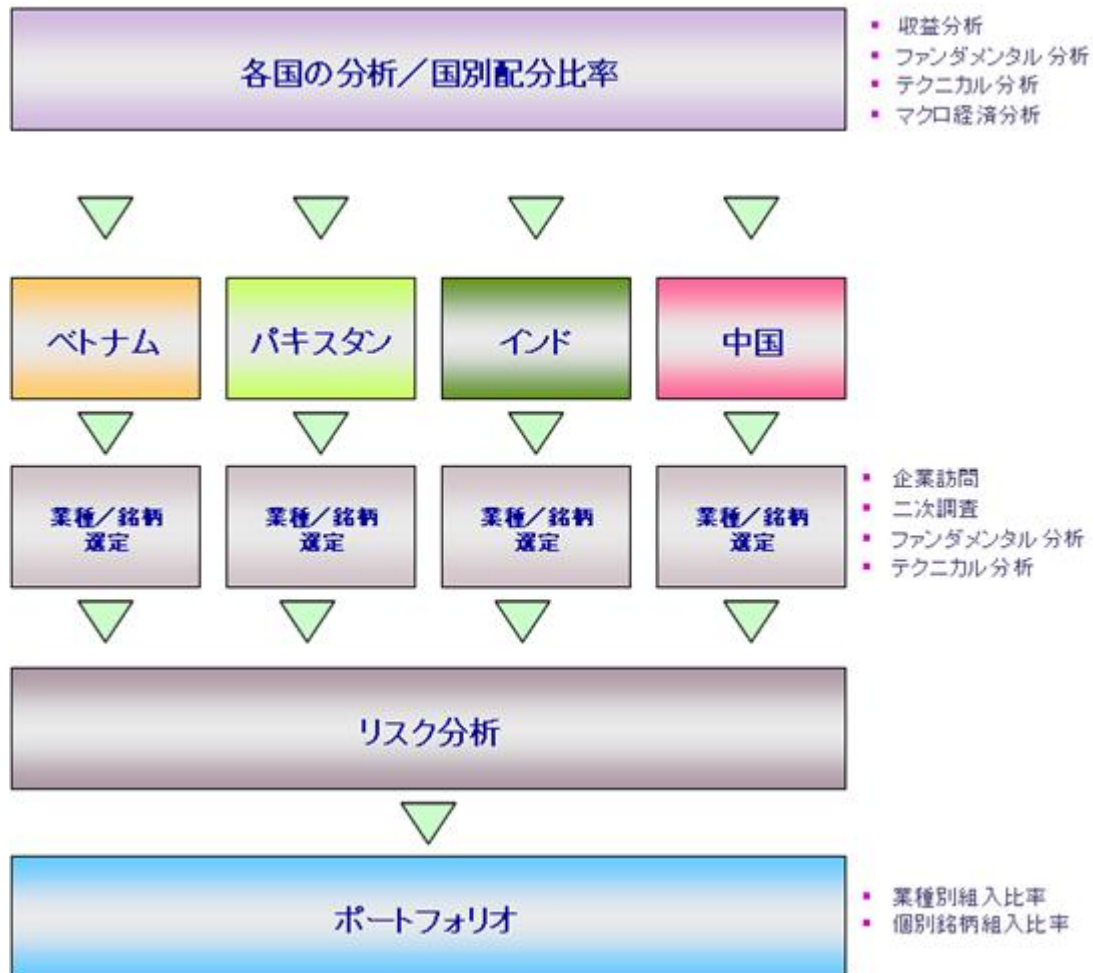 各国の分析／国別配分比率
収益分析
ファンダメンタル分析
テクニカル分析
マクロ経済分析
ベトナム
パキスタン
インド
中国
業種／銘柄
選定
業種／銘柄
選定
業種／銘柄
選定
業種／銘柄
選定
企業訪問
二次調査
ファンダメンタル分析
テクニカル分析
リスク分析
ポートフォリオ
業種別組入比率
個別銘柄組入比率